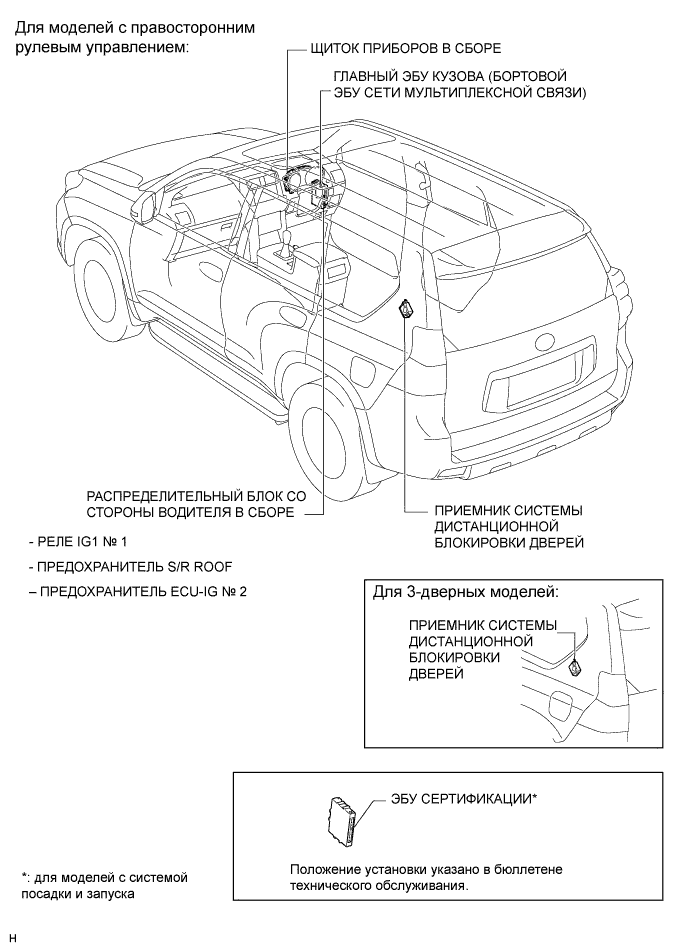 Для моделей с правосторонним
рулевым управлением:
ЩИТОК ПРИБОРОВ В СБОРЕ
ГЛАВНЫЙ ЭБУ КУЗОВА (БОРТОВОЙ
ЭБУ СЕТИ МУЛЬТИПЛЕКСНОЙ СВЯЗИ)
РАСПРЕДЕЛИТЕЛЬНЫЙ БЛОК СО
СТОРОНЫ ВОДИТЕЛЯ В СБОРЕ
- РЕЛЕ IG1 № 1
- ПРЕДОХРАНИТЕЛЬ S/R ROOF
– ПРЕДОХРАНИТЕЛЬ ECU-IG № 2
ПРИЕМНИК СИСТЕМЫ
ДИСТАНЦИОННОЙ
БЛОКИРОВКИ ДВЕРЕЙ
Для 3-дверных моделей:
ПРИЕМНИК СИСТЕМЫ
ДИСТАНЦИОННОЙ
БЛОКИРОВКИ
ДВЕРЕЙ
ЭБУ СЕРТИФИКАЦИИ*
Положение установки указано в бюллетене
технического обслуживания.
*: для моделей с системой
посадки и запуска
H